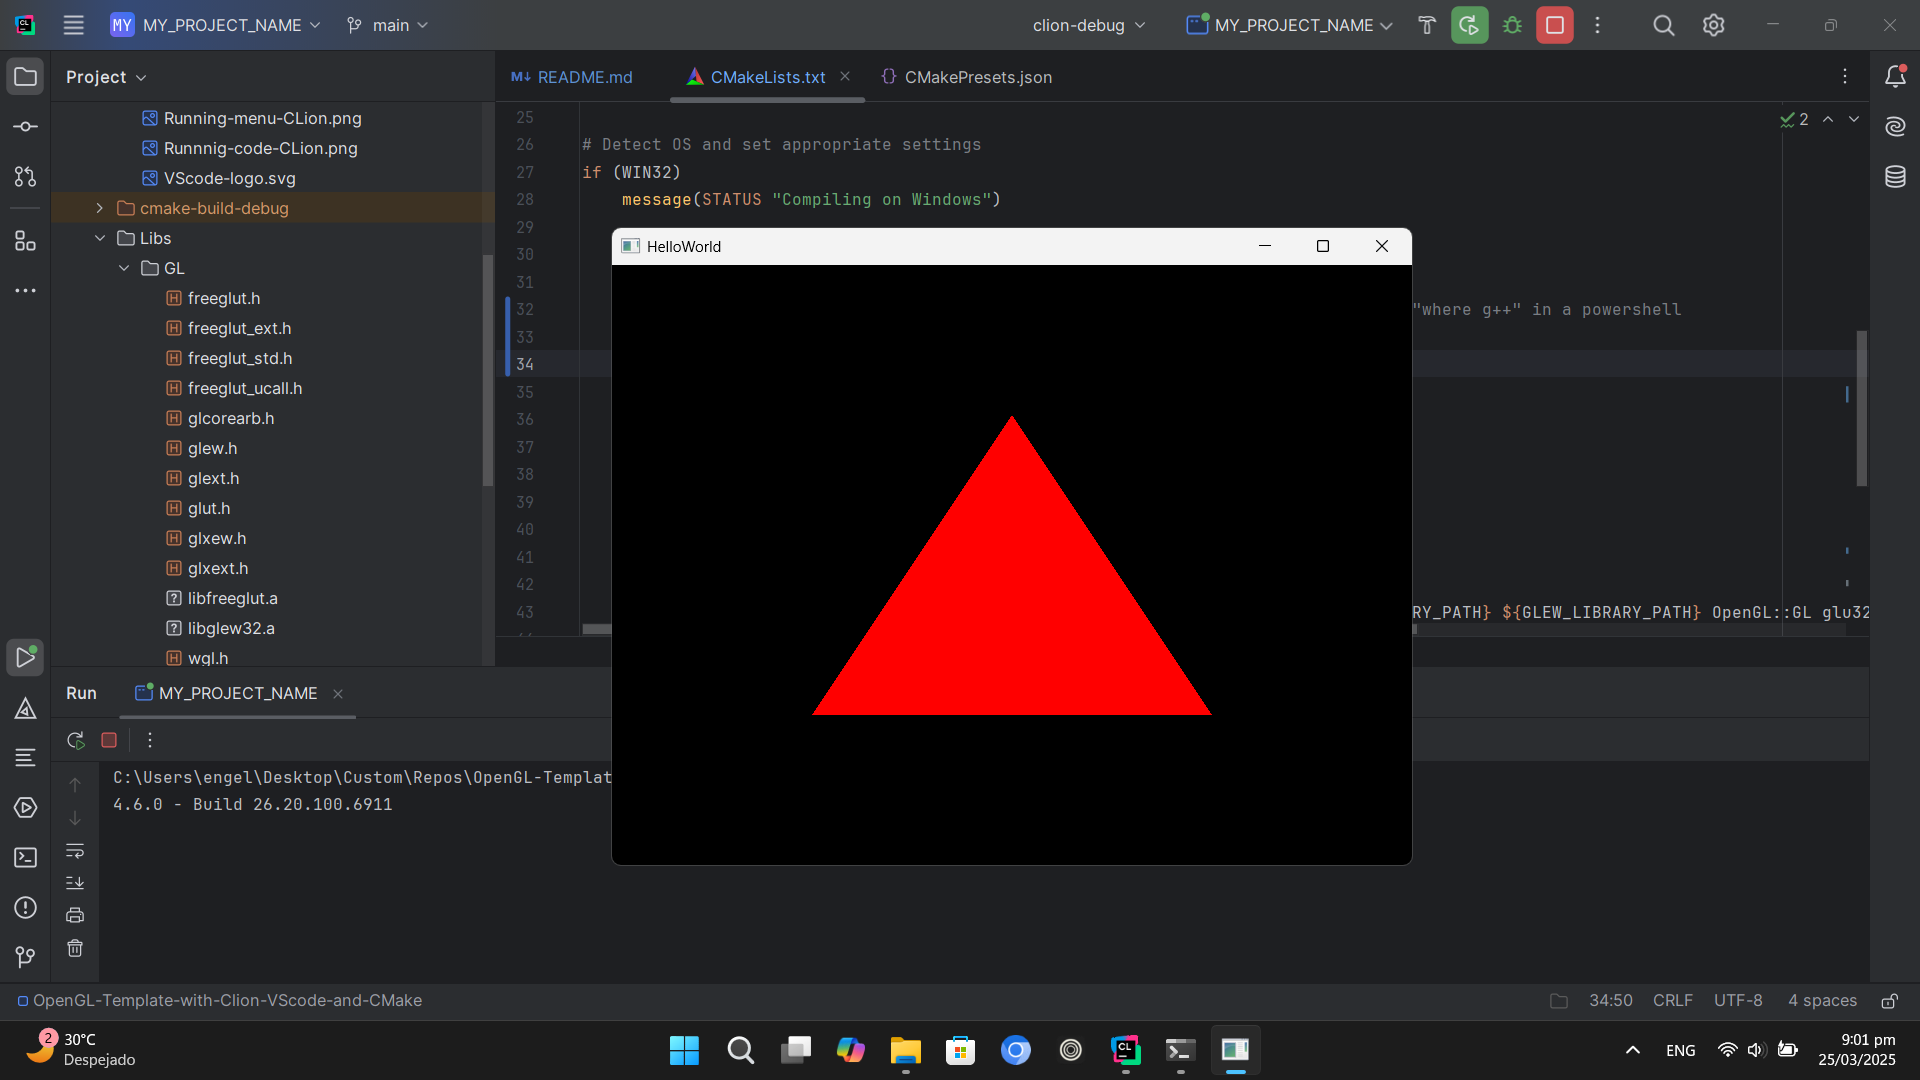 MY MY_PROJECT_NAME main clion-debug MY_PROJECT_NAME
Project
README.md CMakeLists.txt CMakePresets.json
Running-menu-CLion.png
Runnnig-code-CLion.png
VScode-logo.svg
cmake-build-debug
Libs
GL
freeglut.h
freeglut_ext.h
freeglut_std.h
freeglut_ucall.h
glcorearb.h
glew.h
glext.h
glut.h
glxew.h
glxext.h
libfreeglut.a
libglew32.a
wgl.h
25
26 # Detect OS and set appropriate settings
27 if (WIN32)
28 message(STATUS "Compiling on Windows")
29
30
31
32 "where g++" in a powershell
33
34
35
36
37
38
39
40
41
42
43 RY_PATH} ${GLEW_LIBRARY_PATH} OpenGL::GL glu32
2
HelloWorld
Run MY_PROJECT_NAME
C:\Users\engel\Desktop\Custom\Repos\OpenGL-Templat
4.6.0 - Build 26.20.100.6911
OpenGL-Template-with-Clion-VScode-and-CMake 34:50 CRLF UTF-8 4 spaces
2 30°C
Despejado
ENG
9:01 pm
25/03/2025